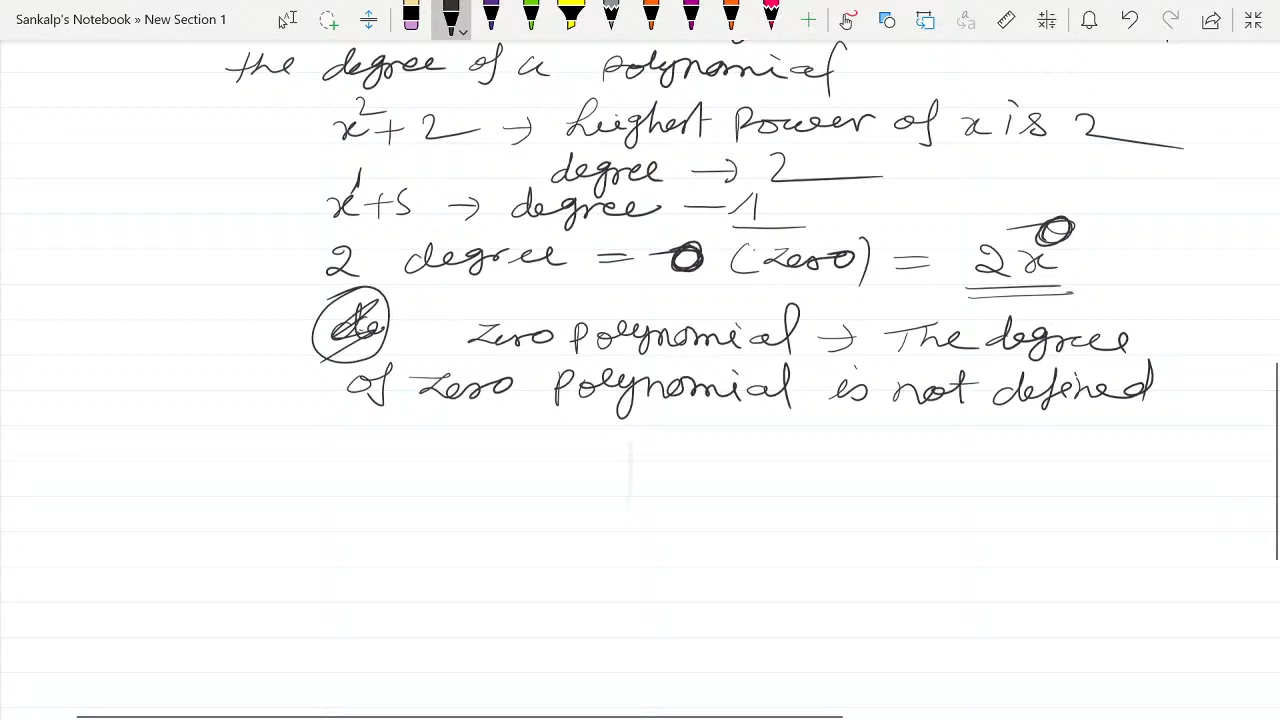 Sankalp's Notebook » New Section 1
the degree of a polynomial
x² + 2 → highest power of x is 2
degree → 2
x¹ + 5 → degree - 1
2 degree = 0 (zero) = 2x⁰
zero polynomial → The degree
of zero polynomial is not defined